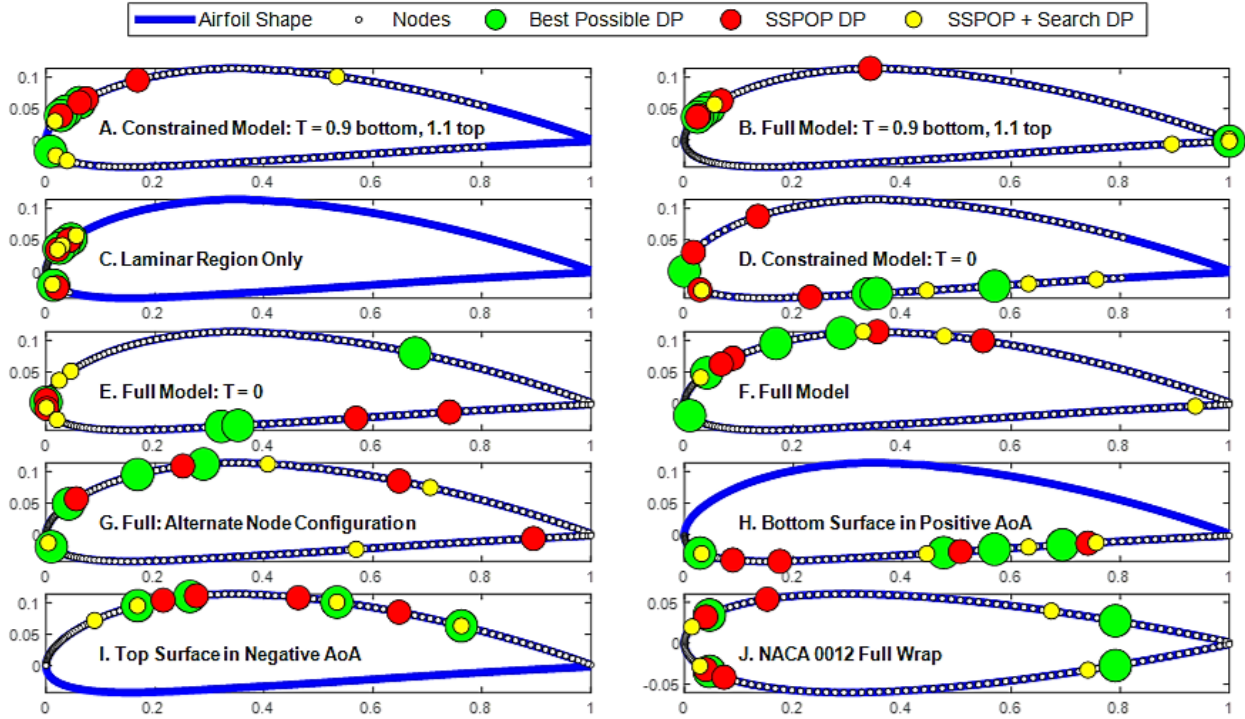 Airfoil Shape Nodes Best Possible DP SSPOP DP SSPOP + Search DP
0.1
0.05
0
A. Constrained Model: T = 0.9 bottom, 1.1 top
0 0.2 0.4 0.6 0.8 1
0.1
0.05
0
B. Full Model: T = 0.9 bottom, 1.1 top
0 0.2 0.4 0.6 0.8 1
0.1
0.05
0
C. Laminar Region Only
0 0.2 0.4 0.6 0.8 1
0.1
0.05
0
D. Constrained Model: T = 0
0 0.2 0.4 0.6 0.8 1
0.1
0.05
0
E. Full Model: T = 0
0 0.2 0.4 0.6 0.8 1
0.1
0.05
0
F. Full Model
0 0.2 0.4 0.6 0.8 1
0.1
0.05
0
G. Full: Alternate Node Configuration
0 0.2 0.4 0.6 0.8 1
0.1
0.05
0
H. Bottom Surface in Positive AoA
0 0.2 0.4 0.6 0.8 1
0.1
0.05
0
I. Top Surface in Negative AoA
0 0.2 0.4 0.6 0.8 1
0.05
0
-0.05
J. NACA 0012 Full Wrap
0 0.2 0.4 0.6 0.8 1